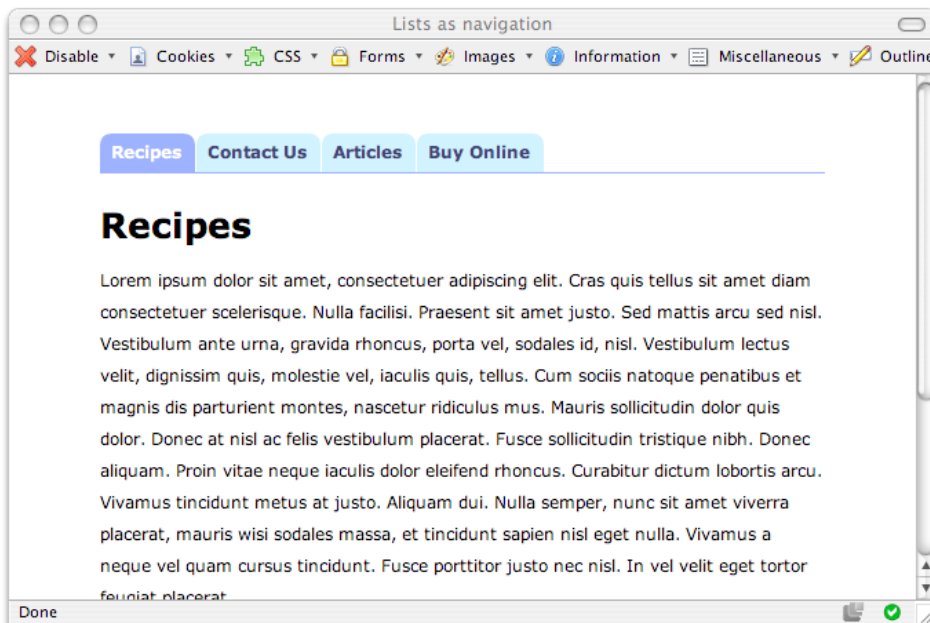 Lists as navigation
Disable Cookies CSS Forms Images Information Miscellaneous Outline
Recipes Contact Us Articles Buy Online
Recipes
Lorem ipsum dolor sit amet, consectetuer adipiscing elit. Cras quis tellus sit amet diam
consectetuer scelerisque. Nulla facilisi. Praesent sit amet justo. Sed mattis arcu sed nisl.
Vestibulum ante urna, gravida rhoncus, porta vel, sodales id, nisl. Vestibulum lectus
velit, dignissim quis, molestie vel, iaculis quis, tellus. Cum sociis natoque penatibus et
magnis dis parturient montes, nascetur ridiculus mus. Mauris sollicitudin dolor quis
dolor. Donec at nisl ac felis vestibulum placerat. Fusce sollicitudin tristique nibh. Donec
aliquam. Proin vitae neque iaculis dolor eleifend rhoncus. Curabitur dictum lobortis arcu.
Vivamus tincidunt metus at justo. Aliquam dui. Nulla semper, nunc sit amet viverra
placerat, mauris wisi sodales massa, et tincidunt sapien nisl eget nulla. Vivamus a
neque vel quam cursus tincidunt. Fusce porttitor justo nec nisl. In vel velit eget tortor
feugiat placerat.
Done